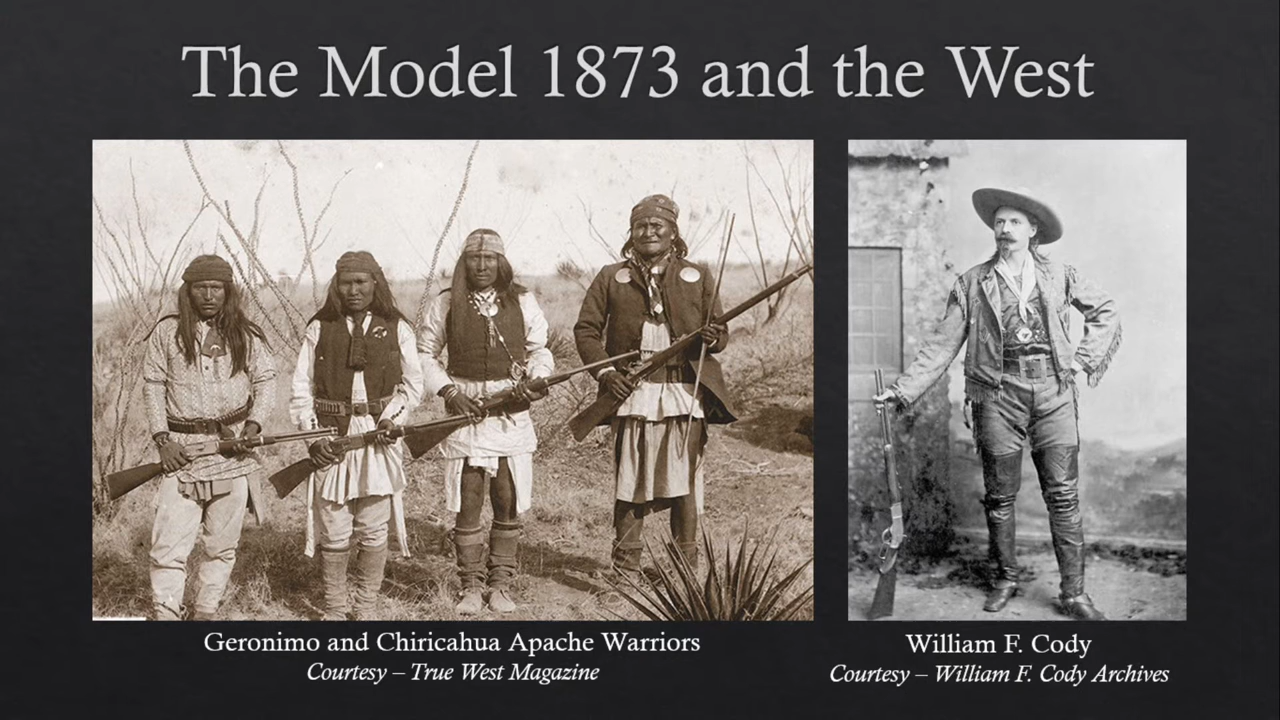 The Model 1873 and the West
Geronimo and Chiricahua Apache Warriors
Courtesy – True West Magazine
William F. Cody
Courtesy – William F. Cody Archives